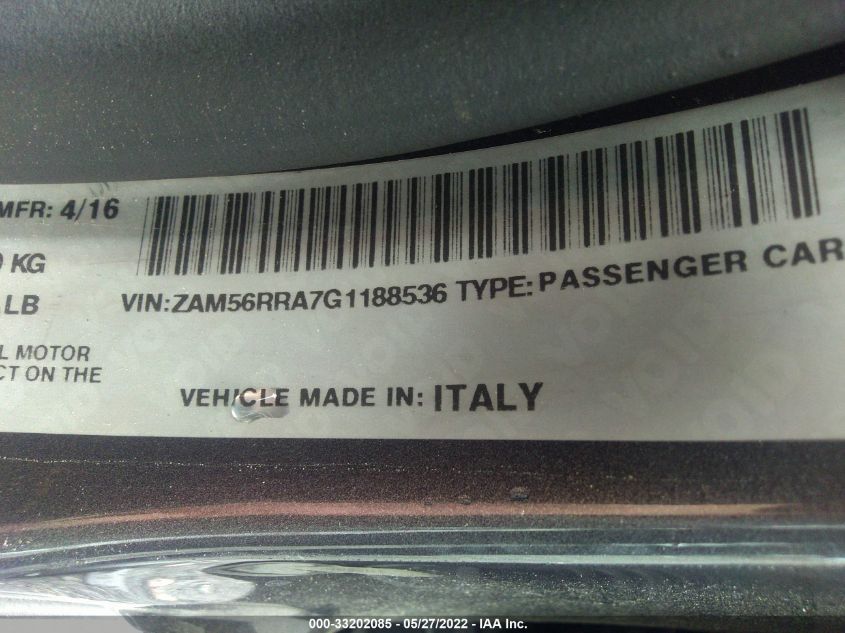 MFR: 4/16
KG
LB
VIN:ZAM56RRA7G1188536 TYPE: PASSENGER CAR
MOTOR
ON THE
VEHICLE MADE IN: ITALY
000-33202085 - 05/27/2022 - IAA Inc.